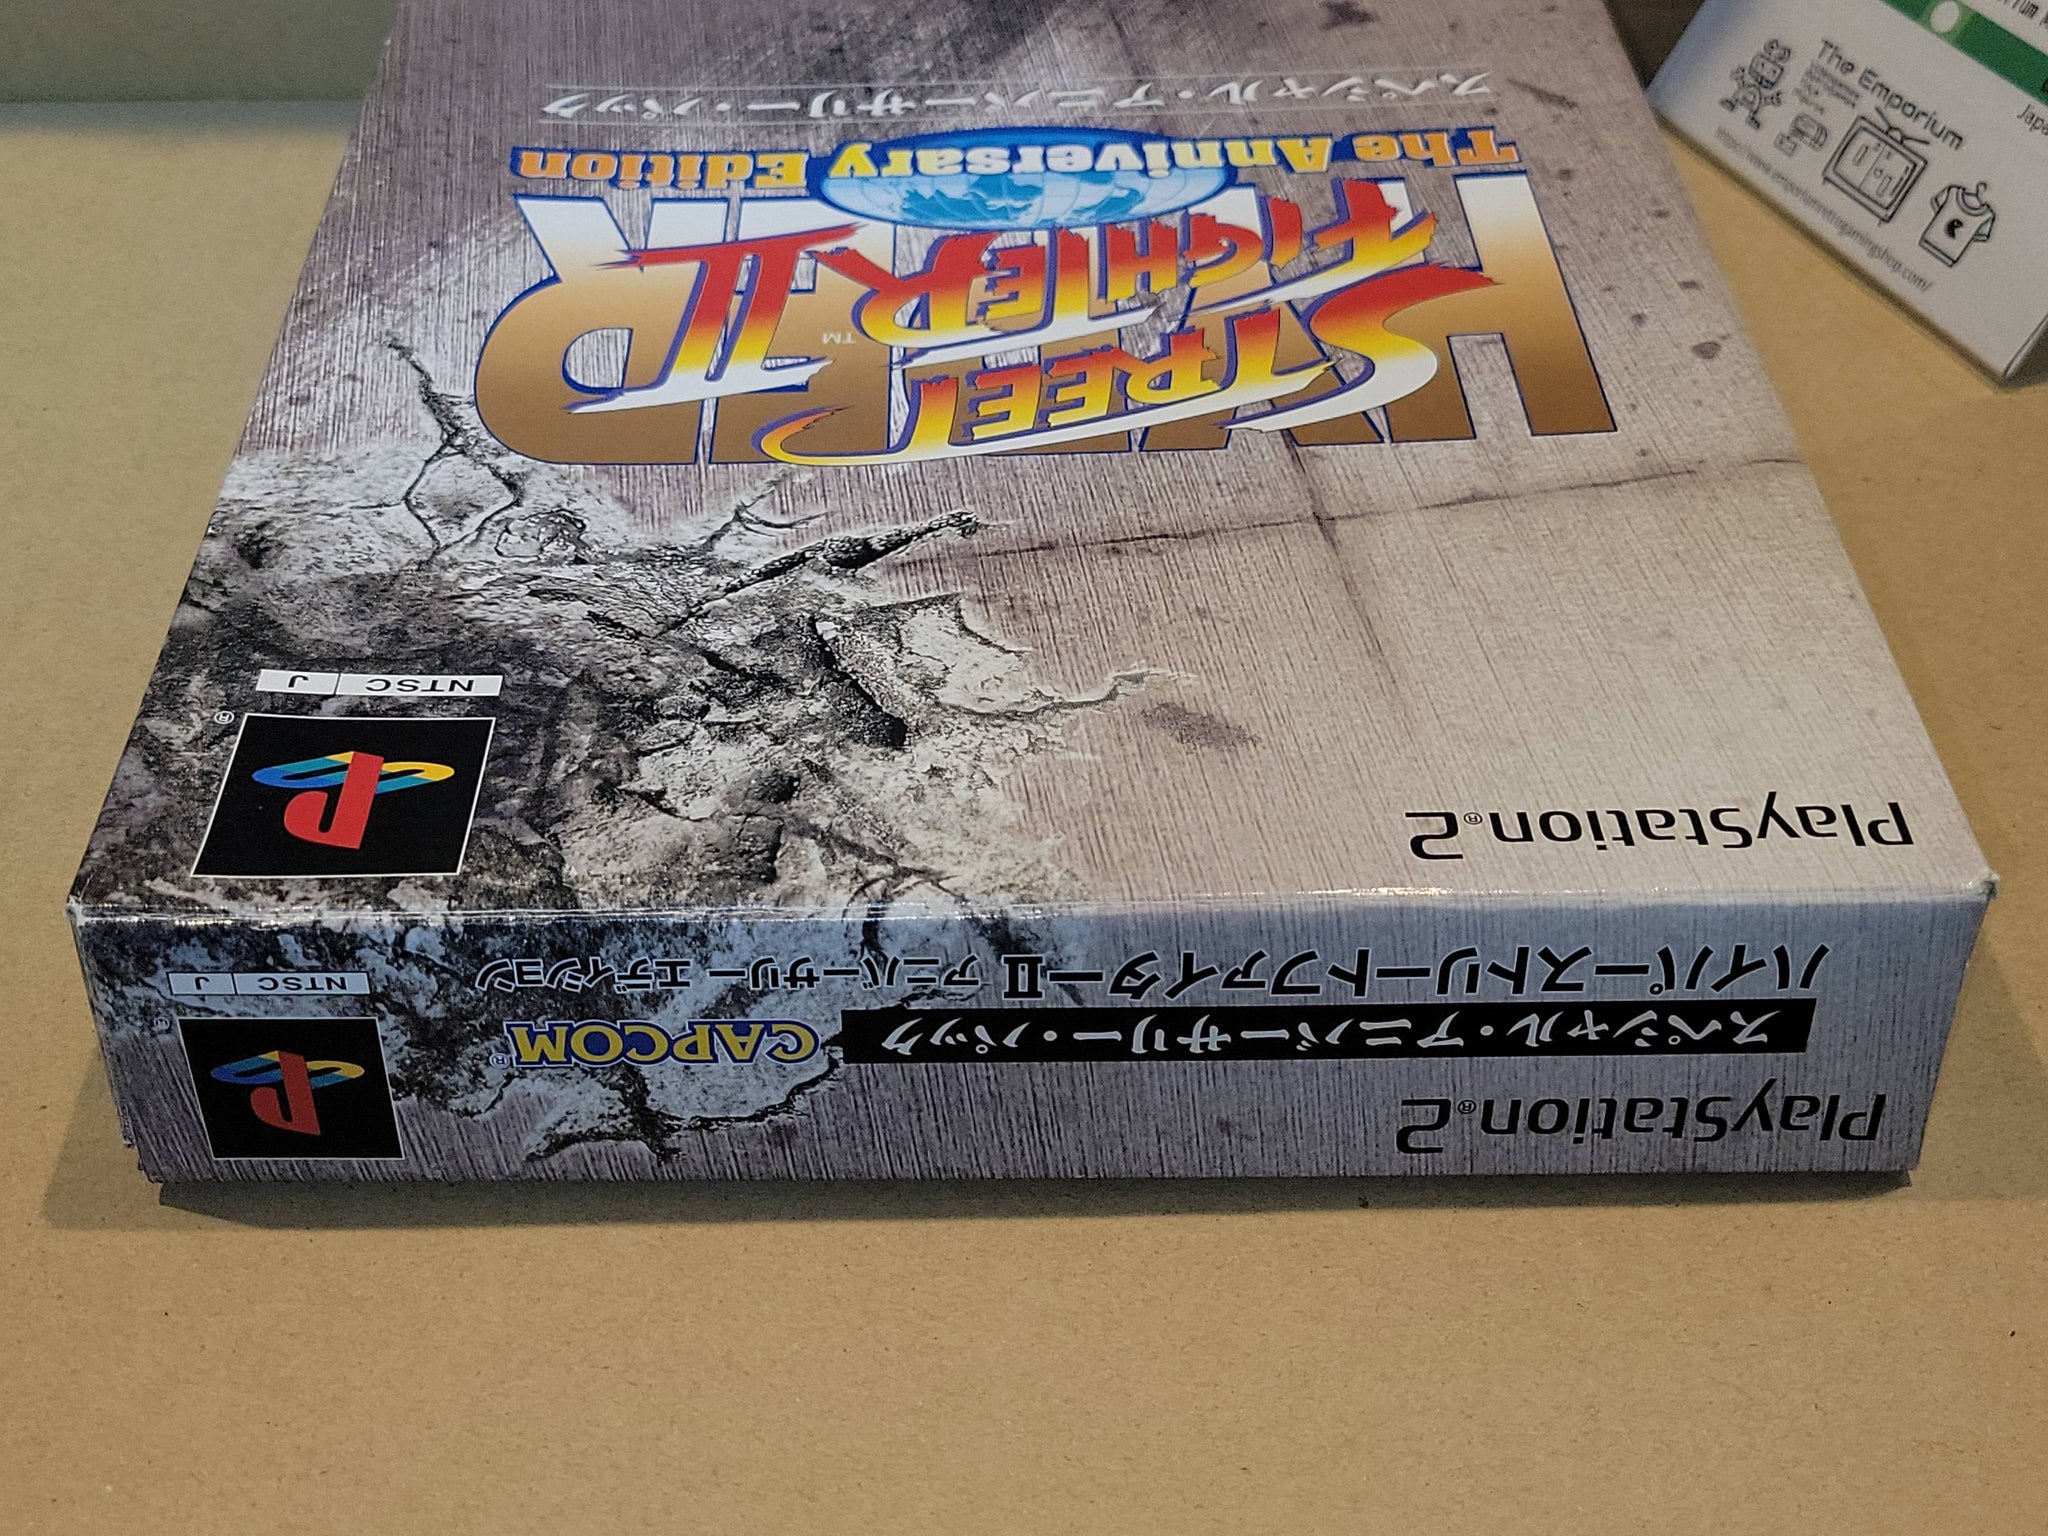 PlayStation®2
スペシャル・アニバーサリー・パック
CAPCOM®
ハイパーストリートファイターII アニバーサリー エディション
NTSC J
®
PlayStation®2
®
NTSC J
HYPER
STREET
FIGHTER II
™
The Anniversary Edition
スペシャル・アニバーサリー・パック
The Emporium
Japa